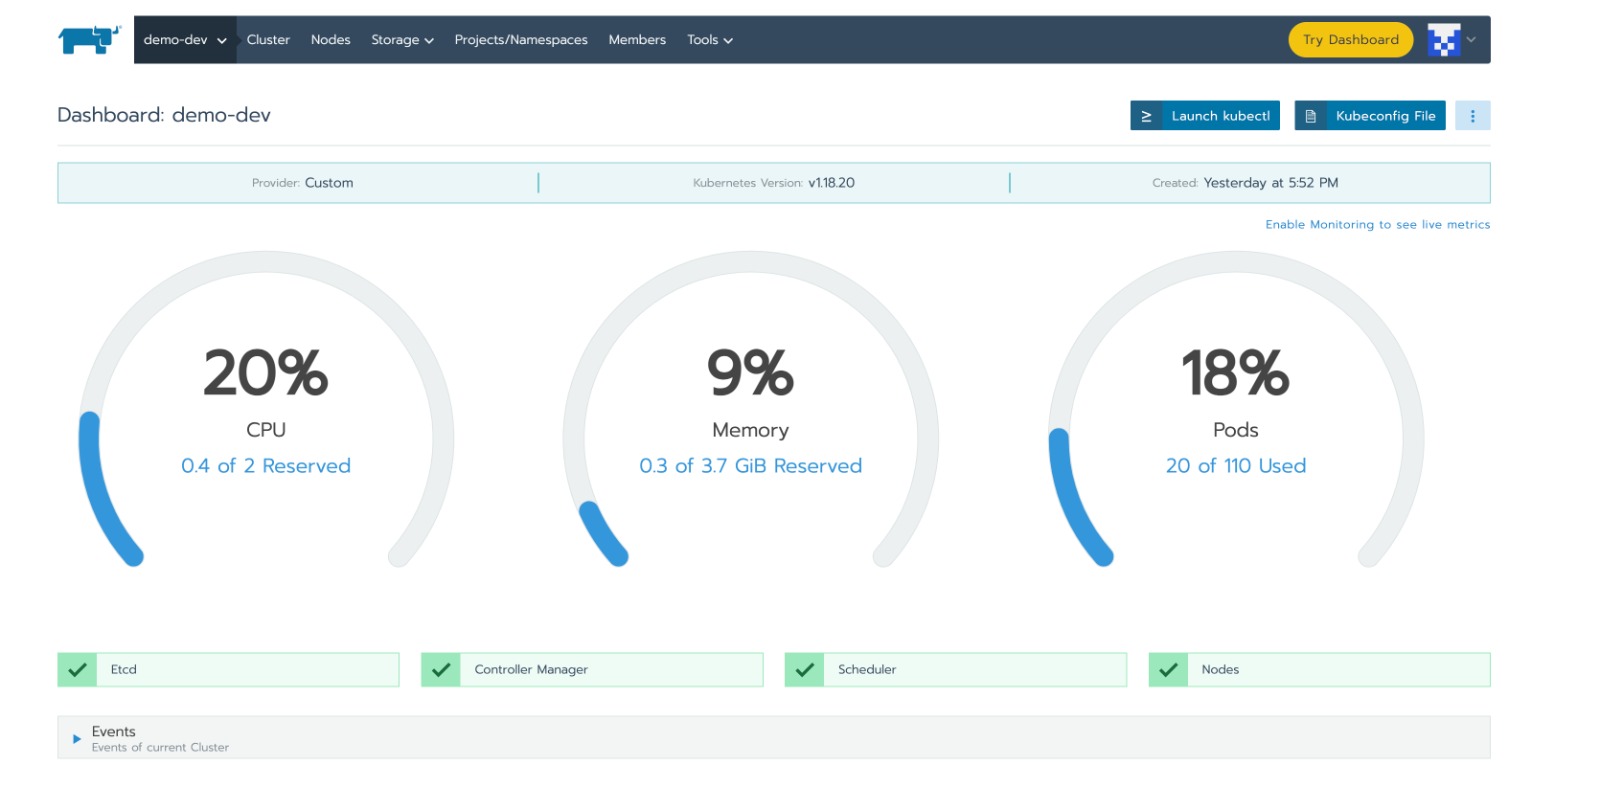 demo-dev Cluster Nodes Storage Projects/Namespaces Members Tools Try Dashboard
Dashboard: demo-dev
≥ Launch kubectl Kubeconfig File
Provider: Custom Kubernetes Version: v1.18.20 Created: Yesterday at 5:52 PM
Enable Monitoring to see live metrics
20%
CPU
0.4 of 2 Reserved
9%
Memory
0.3 of 3.7 GiB Reserved
18%
Pods
20 of 110 Used
Etcd Controller Manager Scheduler Nodes
Events
Events of current Cluster